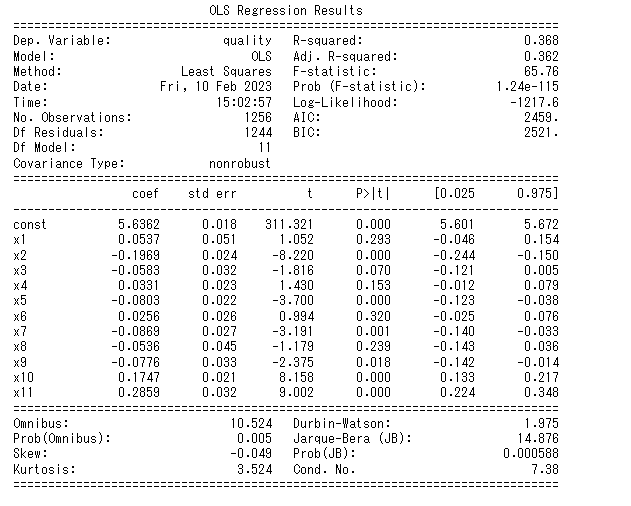 OLS Regression Results
==============================================================================
Dep. Variable: quality R-squared: 0.368
Model: OLS Adj. R-squared: 0.362
Method: Least Squares F-statistic: 65.76
Date: Fri, 10 Feb 2023 Prob (F-statistic): 1.24e-115
Time: 15:02:57 Log-Likelihood: -1217.6
No. Observations: 1256 AIC: 2459.
Df Residuals: 1244 BIC: 2521.
Df Model: 11
Covariance Type: nonrobust
==============================================================================
coef std err t P>|t| [0.025 0.975]
------------------------------------------------------------------------------
const 5.6362 0.018 311.321 0.000 5.601 5.672
x1 0.0537 0.051 1.052 0.293 -0.046 0.154
x2 -0.1969 0.024 -8.220 0.000 -0.244 -0.150
x3 -0.0583 0.032 -1.816 0.070 -0.121 0.005
x4 0.0331 0.023 1.430 0.153 -0.012 0.079
x5 -0.0803 0.022 -3.700 0.000 -0.123 -0.038
x6 0.0256 0.026 0.994 0.320 -0.025 0.076
x7 -0.0869 0.027 -3.191 0.001 -0.140 -0.033
x8 -0.0536 0.045 -1.179 0.239 -0.143 0.036
x9 -0.0776 0.033 -2.375 0.018 -0.142 -0.014
x10 0.1747 0.021 8.158 0.000 0.133 0.217
x11 0.2859 0.032 9.002 0.000 0.224 0.348
==============================================================================
Omnibus: 10.524 Durbin-Watson: 1.975
Prob(Omnibus): 0.005 Jarque-Bera (JB): 14.876
Skew: -0.049 Prob(JB): 0.000588
Kurtosis: 3.524 Cond. No. 7.38
==============================================================================